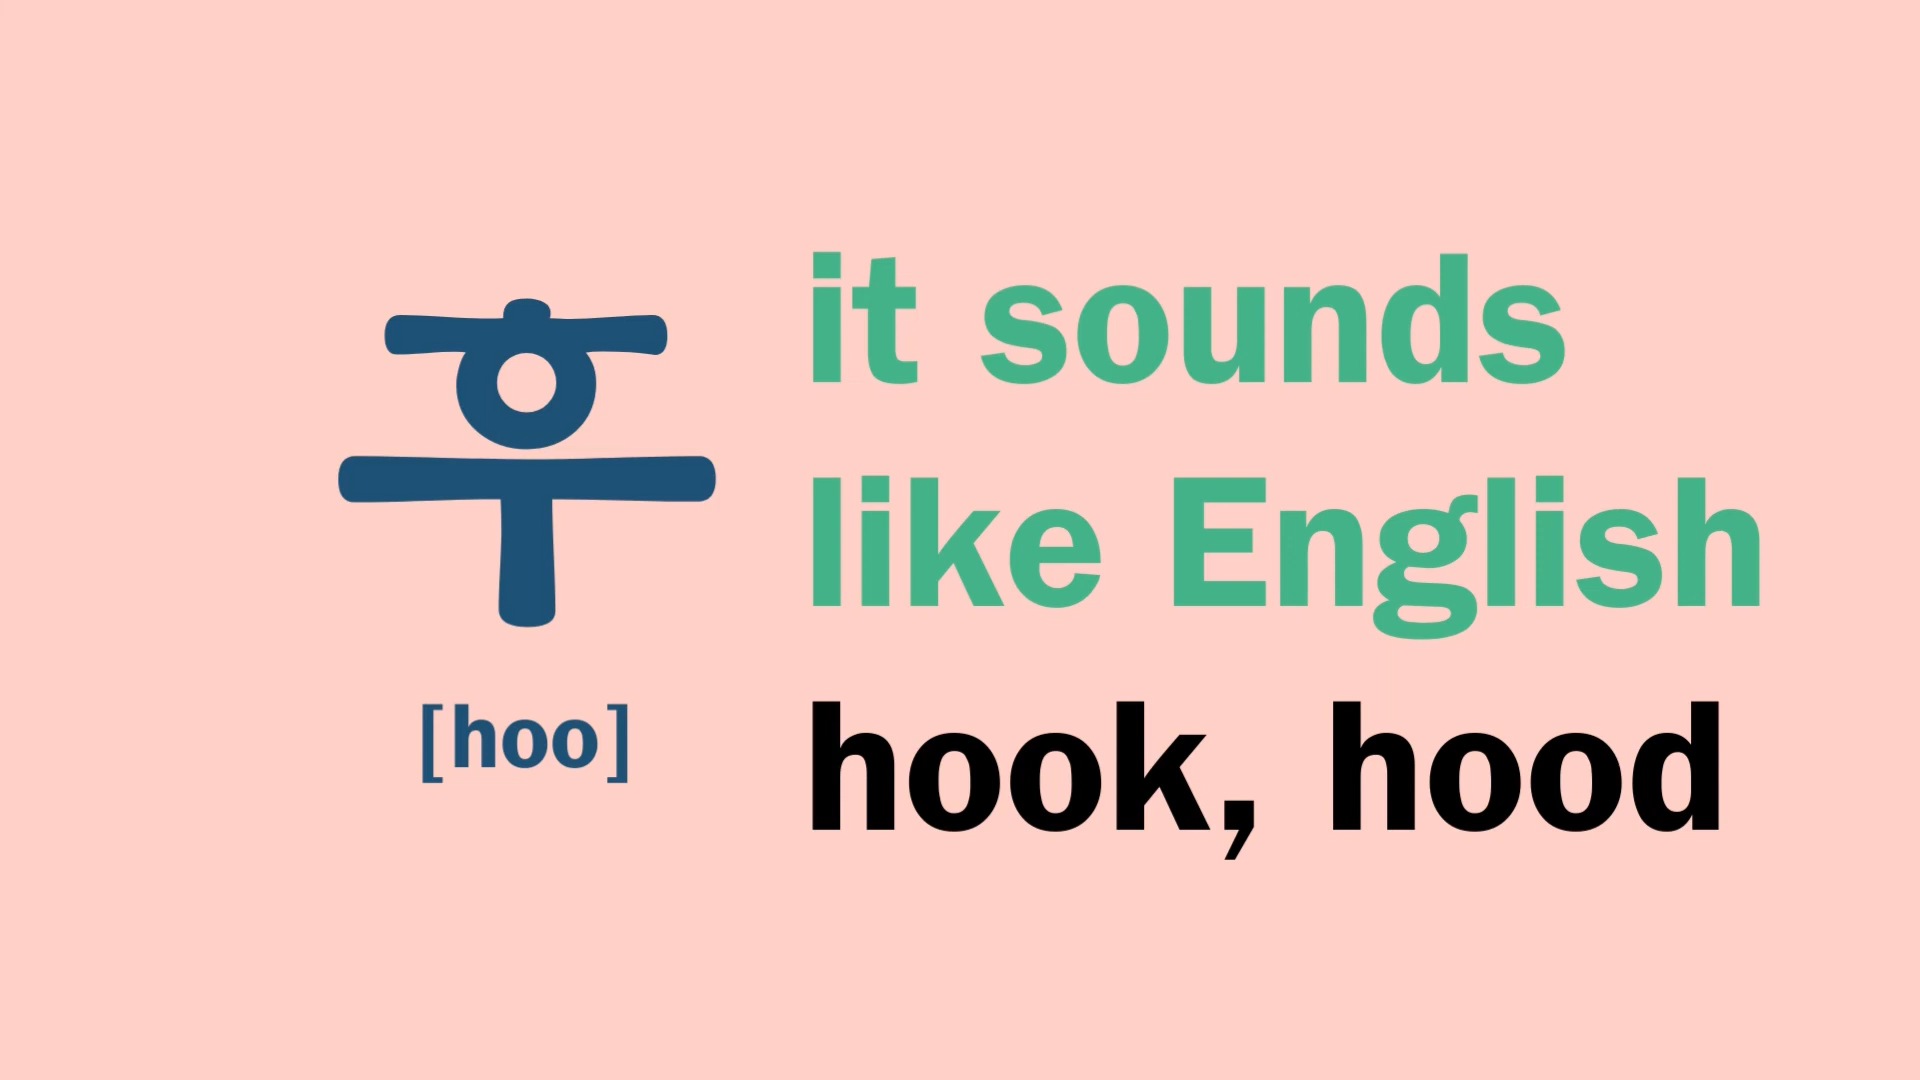 후
[hoo]
it sounds
like English
hook, hood